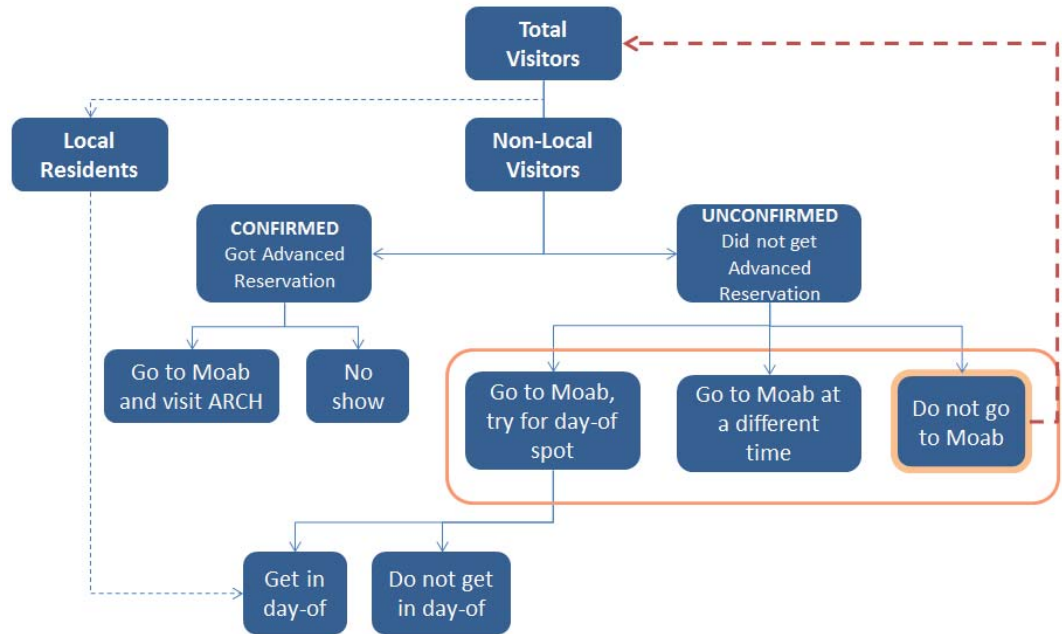 Total
Visitors
Local
Residents
Non-Local
Visitors
CONFIRMED
Got Advanced
Reservation
UNCONFIRMED
Did not get
Advanced
Reservation
Go to Moab
and visit ARCH
No
show
Go to Moab,
try for day-of
spot
Go to Moab at
a different
time
Do not go
to Moab
Get in
day-of
Do not get
in day-of